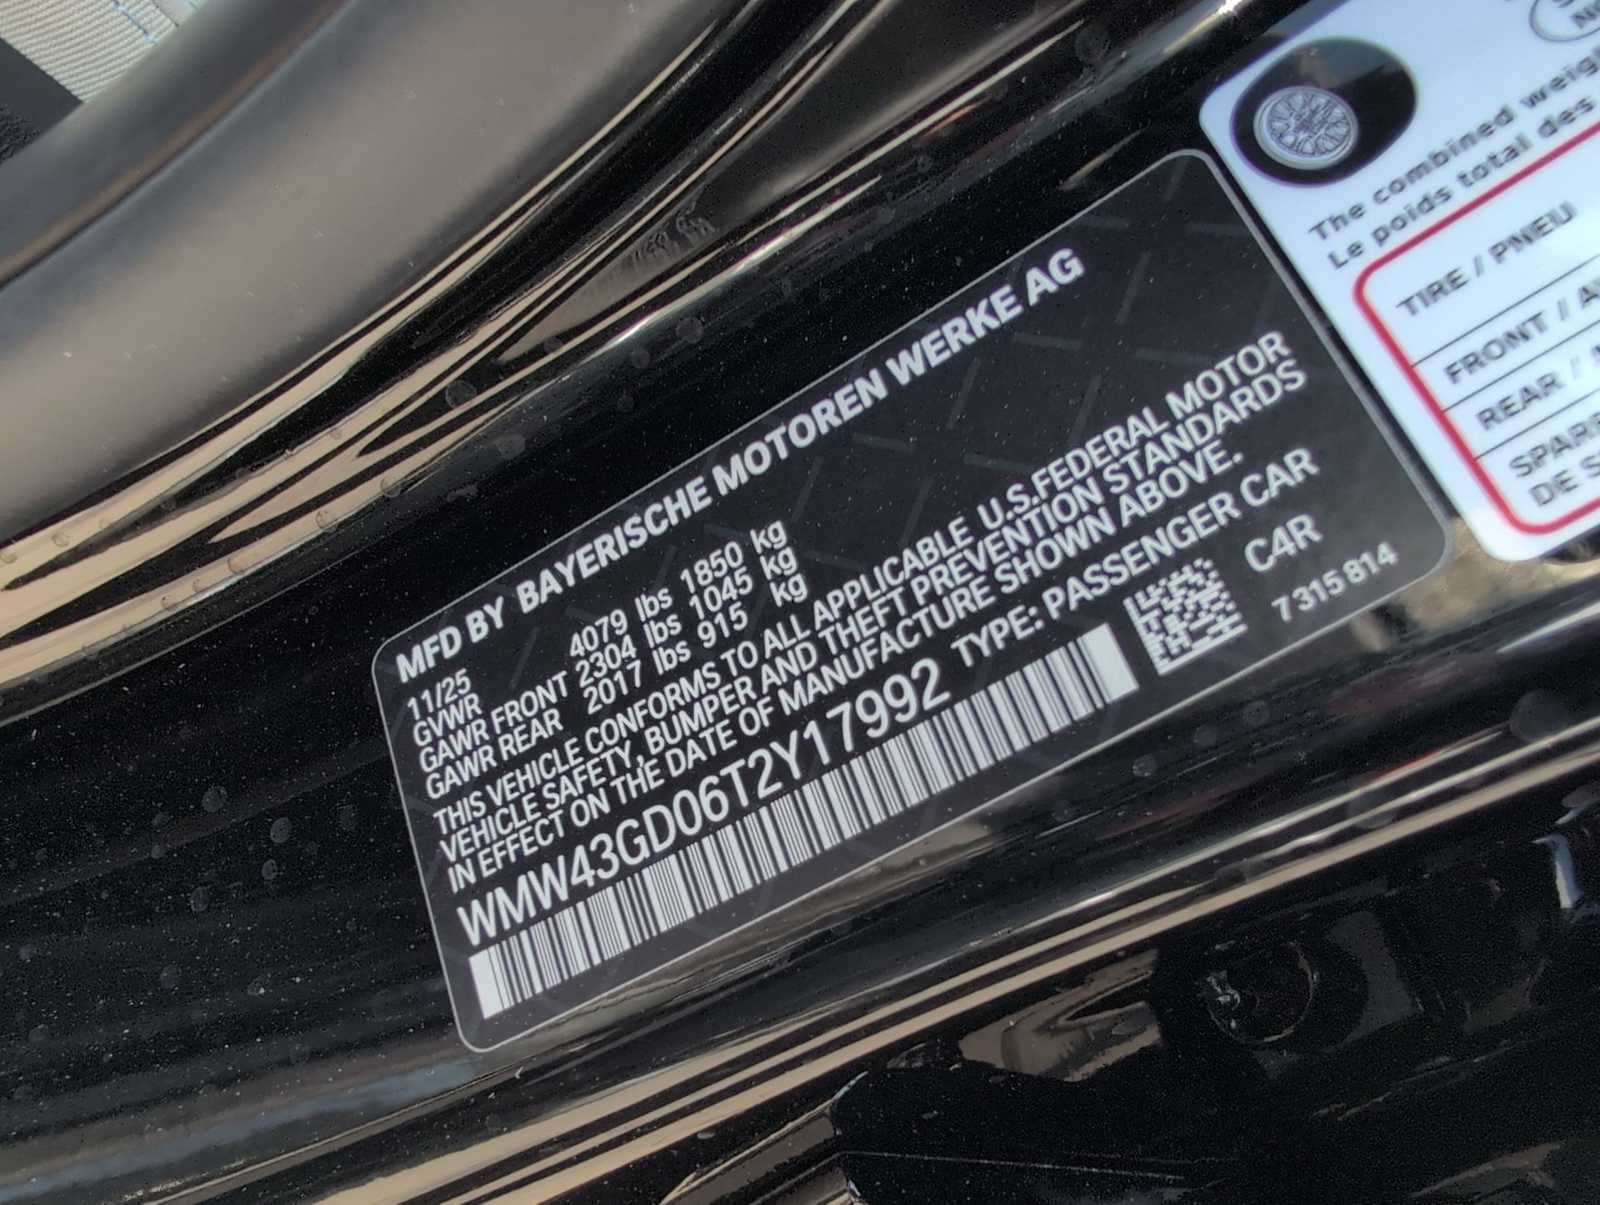 MFD BY BAYERISCHE MOTOREN WERKE AG
11/25
GVWR 4079 lbs 1850 kg
GAWR FRONT 2304 lbs 1045 kg
GAWR REAR 2017 lbs 915 kg
THIS VEHICLE CONFORMS TO ALL APPLICABLE U.S.FEDERAL MOTOR
VEHICLE SAFETY, BUMPER AND THEFT PREVENTION STANDARDS
IN EFFECT ON THE DATE OF MANUFACTURE SHOWN ABOVE.
WMW43GD06T2Y17992 TYPE: PASSENGER CAR
C4R
7 315 814
The combined weigh
Le poids total des
TIRE / PNEU
FRONT / A
REAR /
SPARE
DE S